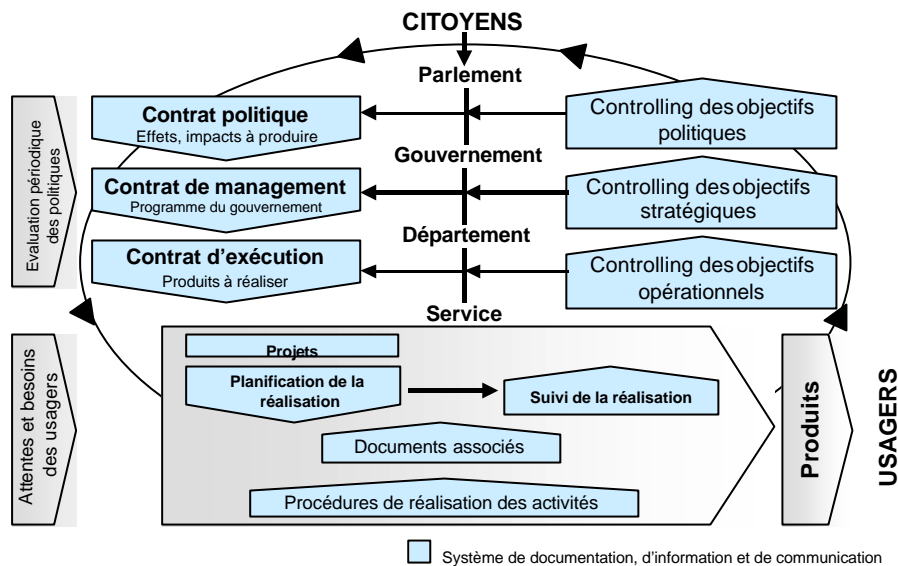 CITOYENS
Parlement
Contrat politique
Effets, impacts à produire
Controlling des objectifs
politiques
Gouvernement
Contrat de management
Programme du gouvernement
Controlling des objectifs
stratégiques
Département
Contrat d'exécution
Produits à réaliser
Controlling des objectifs
opérationnels
Service
Evaluation périodique
des politiques
Attentes et besoins
des usagers
Projets
Planification de la
réalisation
Suivi de la réalisation
Documents associés
Procédures de réalisation des activités
Produits
USAGERS
Système de documentation, d'information et de communication